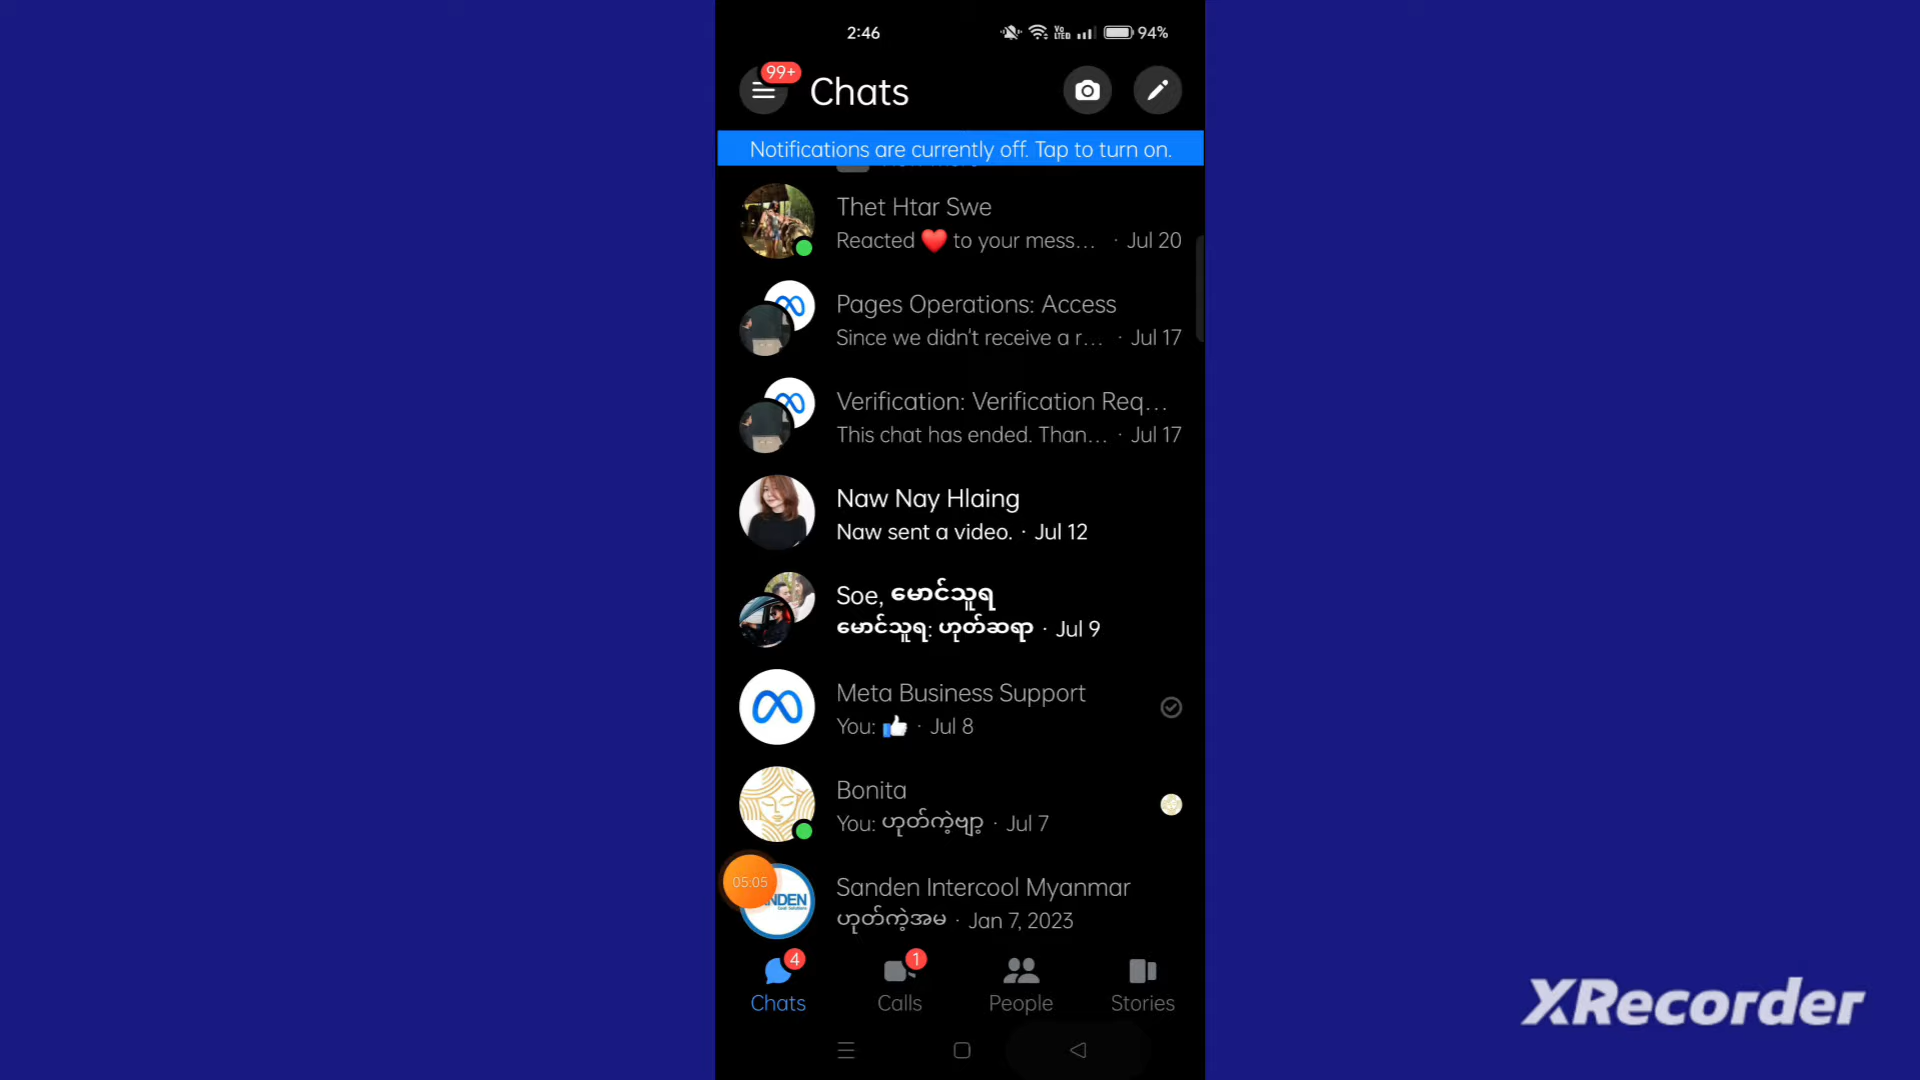 2:46
Vo
LTED
94%
99+
Chats
Notifications are currently off. Tap to turn on.
Thet Htar Swe
Reacted ❤️ to your mess… · Jul 20
Pages Operations: Access
Since we didn't receive a r… · Jul 17
Verification: Verification Req…
This chat has ended. Than… · Jul 17
Naw Nay Hlaing
Naw sent a video. · Jul 12
Soe, မောင်သူရ
မောင်သူရ: ဟုတ်ဆရာ · Jul 9
Meta Business Support
You: 👍 · Jul 8
Bonita
You: ဟုတ်ကဲ့ဗျာ့ · Jul 7
05:05
NDEN
Sanden Intercool Myanmar
ဟုတ်ကဲ့အမ · Jan 7, 2023
4
1
Chats
Calls
People
Stories
XRecorder